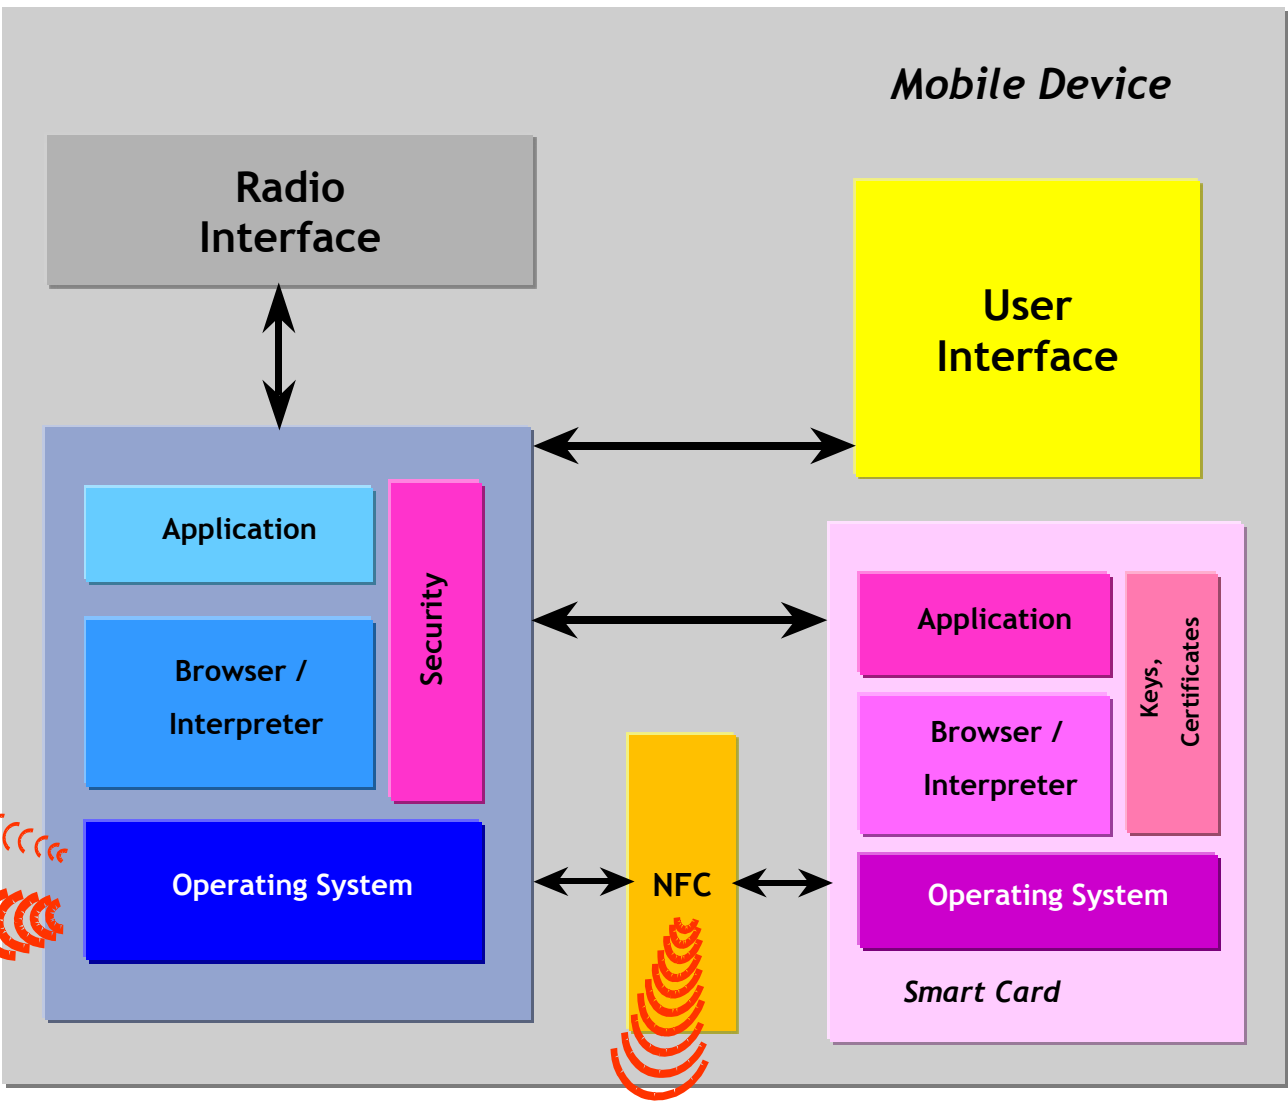 Mobile Device
Radio
Interface
User
Interface
Application
Security
Browser /
Interpreter
Operating System
NFC
Application
Keys,
Certificates
Browser /
Interpreter
Operating System
Smart Card